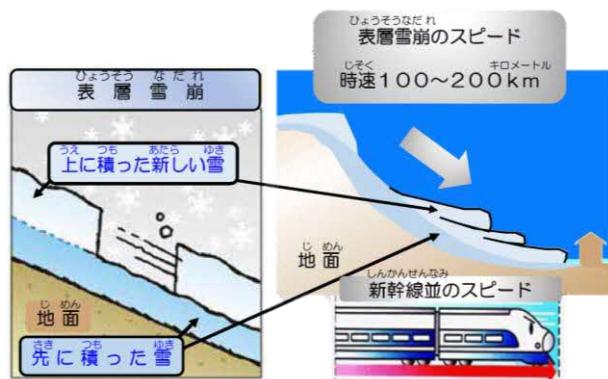 ひょうそう なだれ
表層雪崩
うえ つも あたら ゆき
上に積った新しい雪
じ めん
地面
さき つも ゆき
先に積った雪
ひょうそうなだれ
表層雪崩のスピード
じそく キロメートル
時速100～200km
じ めん
地面
しんかんせんなみ
新幹線並のスピード